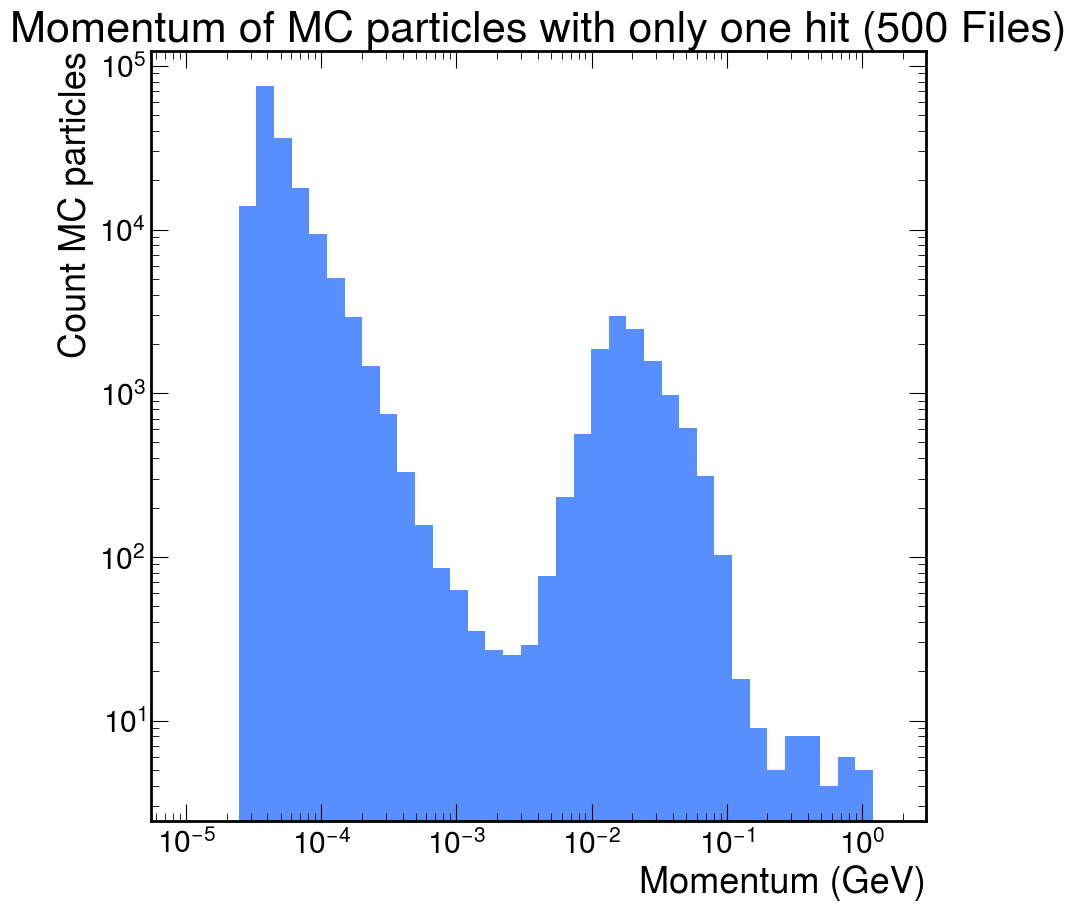 Momentum of MC particles with only one hit (500 Files)
Count MC particles
10⁵
10⁴
10³
10²
10¹
10⁻⁵ 10⁻⁴ 10⁻³ 10⁻² 10⁻¹ 10⁰
Momentum (GeV)